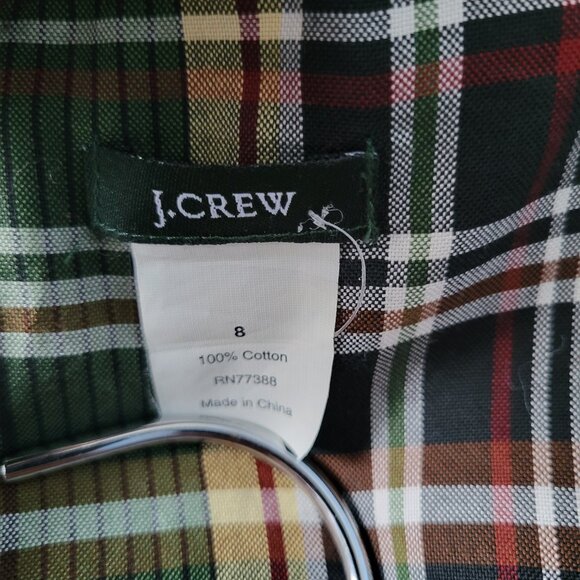 J.CREW
8
100% Cotton
RN77388
Made in China